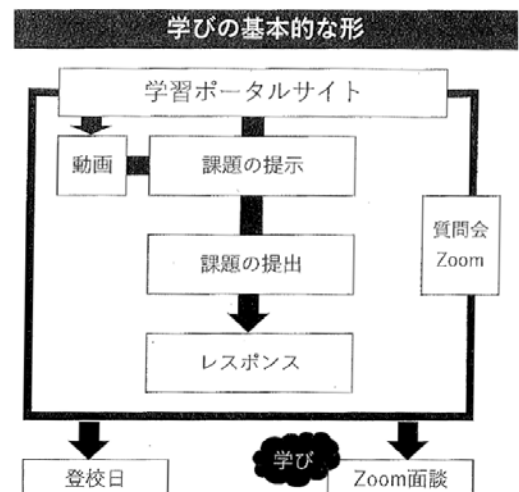 学びの基本的な形
学習ポータルサイト
動画
課題の提示
質問会
Zoom
課題の提出
レスポンス
登校日
学び
Zoom面談